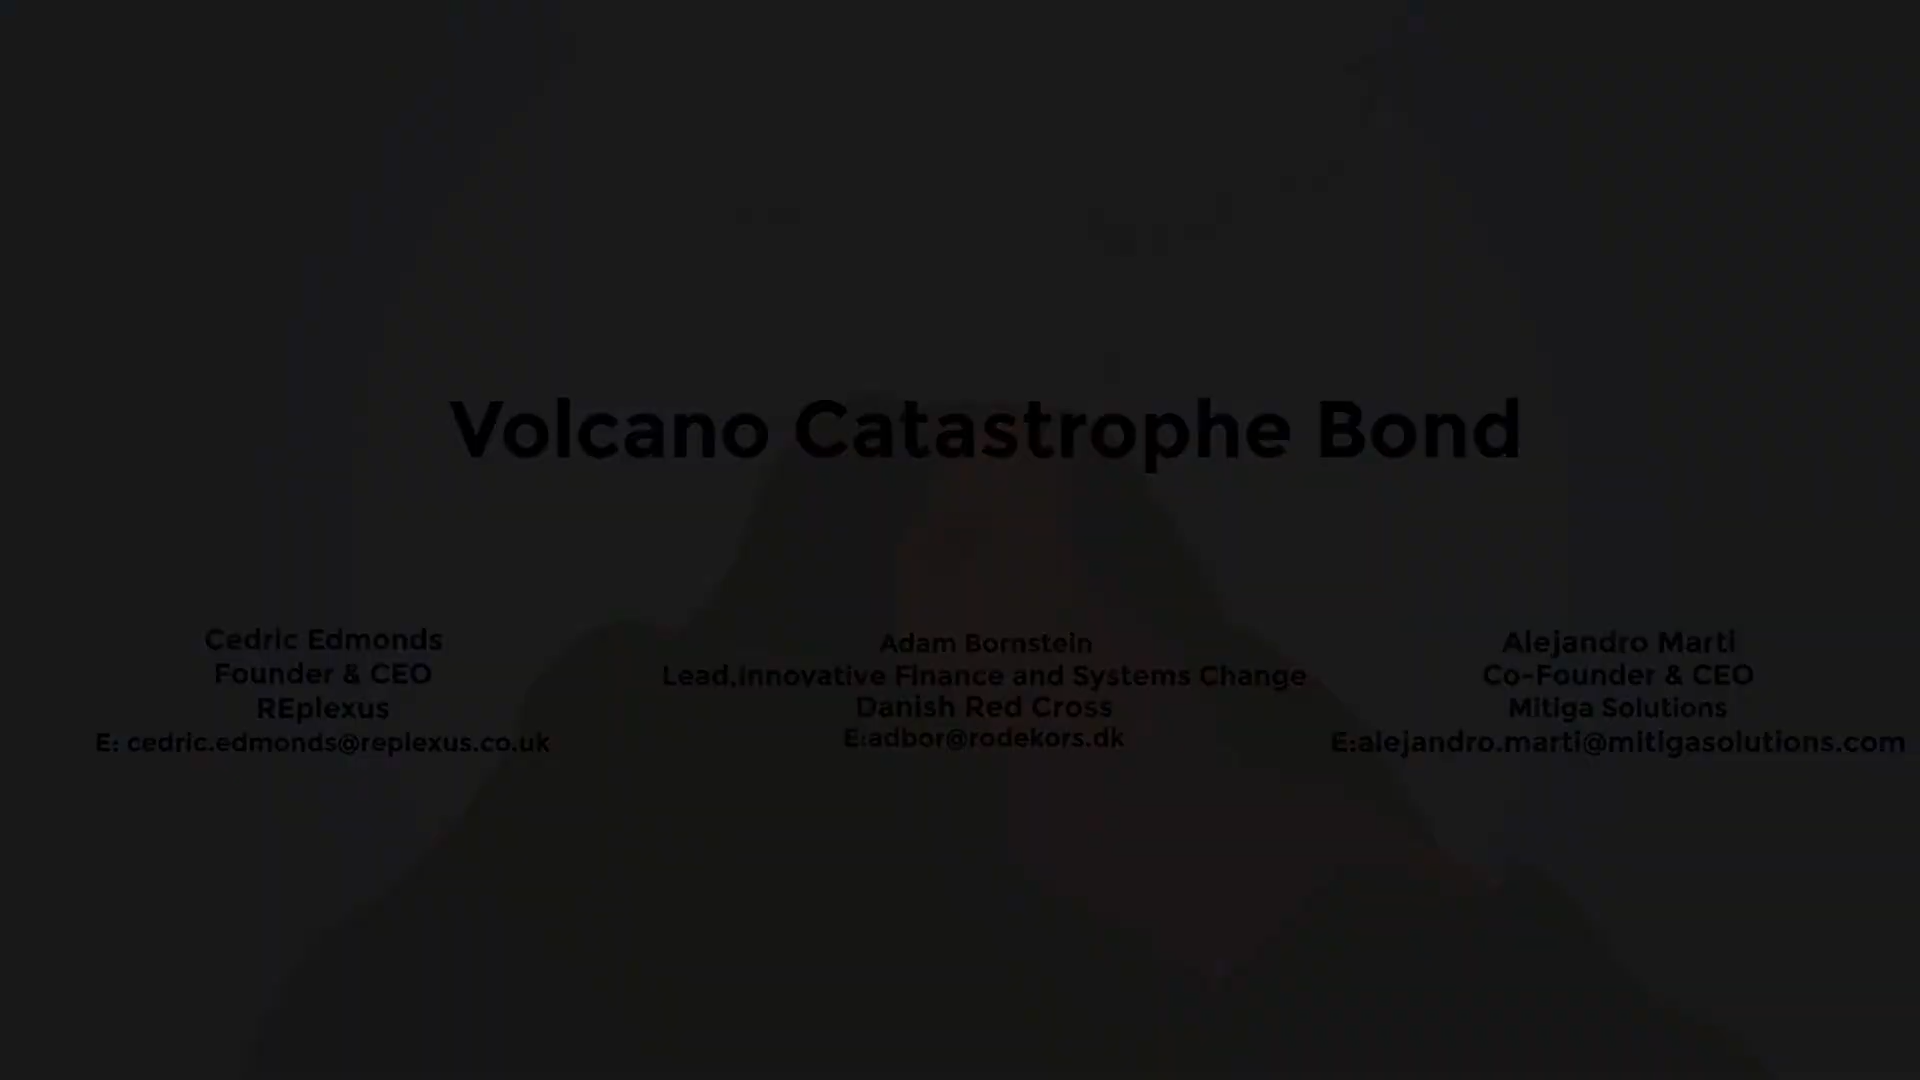 Volcano Catastrophe Bond
Cedric Edmonds
Founder & CEO
REplexus
E: cedric.edmonds@replexus.co.uk
Adam Bornstein
Lead,Innovative Finance and Systems Change
Danish Red Cross
E:adbor@rodekors.dk
Alejandro Marti
Co-Founder & CEO
Mitiga Solutions
E:alejandro.marti@mitigasolutions.com